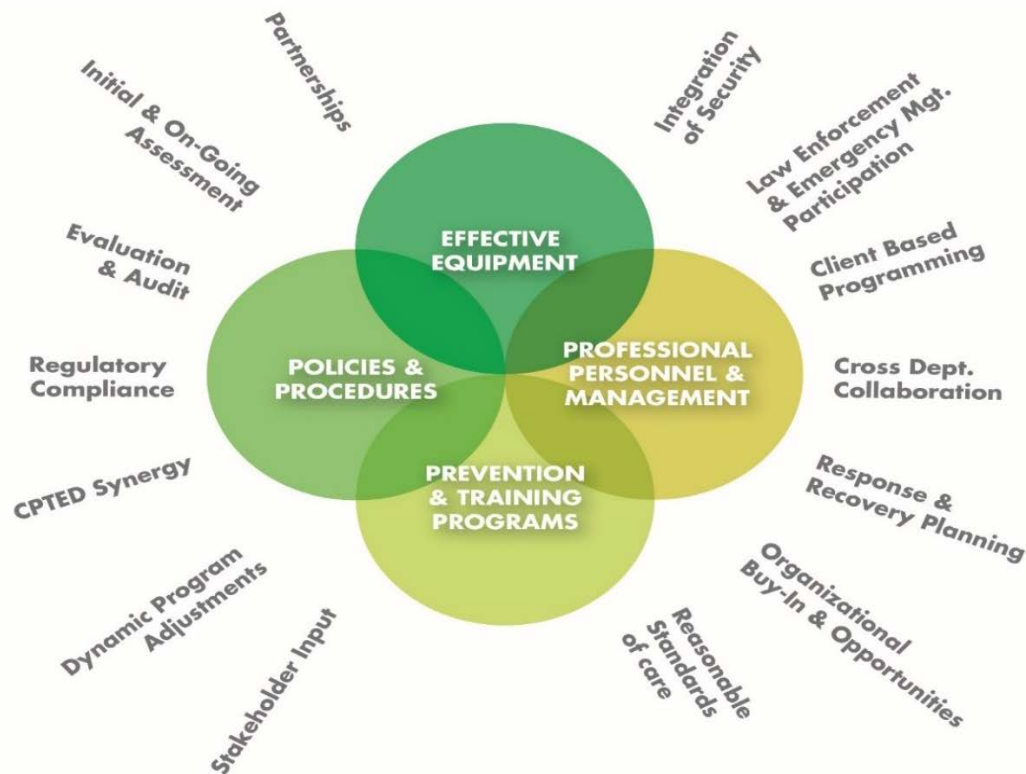 Partnerships
Initial & On-Going
Assessment
Evaluation
& Audit
Regulatory
Compliance
CPTED Synergy
Dynamic Program
Adjustments
Stakeholder Input
EFFECTIVE
EQUIPMENT
POLICIES &
PROCEDURES
PROFESSIONAL
PERSONNEL &
MANAGEMENT
PREVENTION
& TRAINING
PROGRAMS
Integration
of Security
Law Enforcement
& Emergency Mgt.
Participation
Client Based
Programming
Cross Dept.
Collaboration
Response &
Recovery Planning
Organizational
Buy-In & Opportunities
Reasonable
Standards
of care